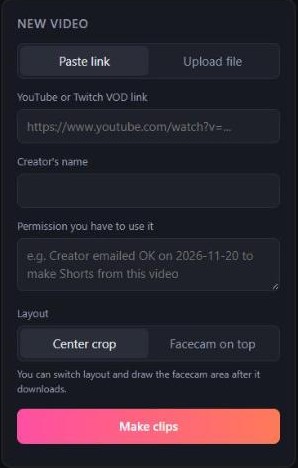 NEW VIDEO
Paste link
Upload file
YouTube or Twitch VOD link
https://www.youtube.com/watch?v=...
Creator's name
Permission you have to use it
e.g. Creator emailed OK on 2026-11-20 to
make Shorts from this video
Layout
Center crop
Facecam on top
You can switch layout and draw the facecam area after it
downloads.
Make clips